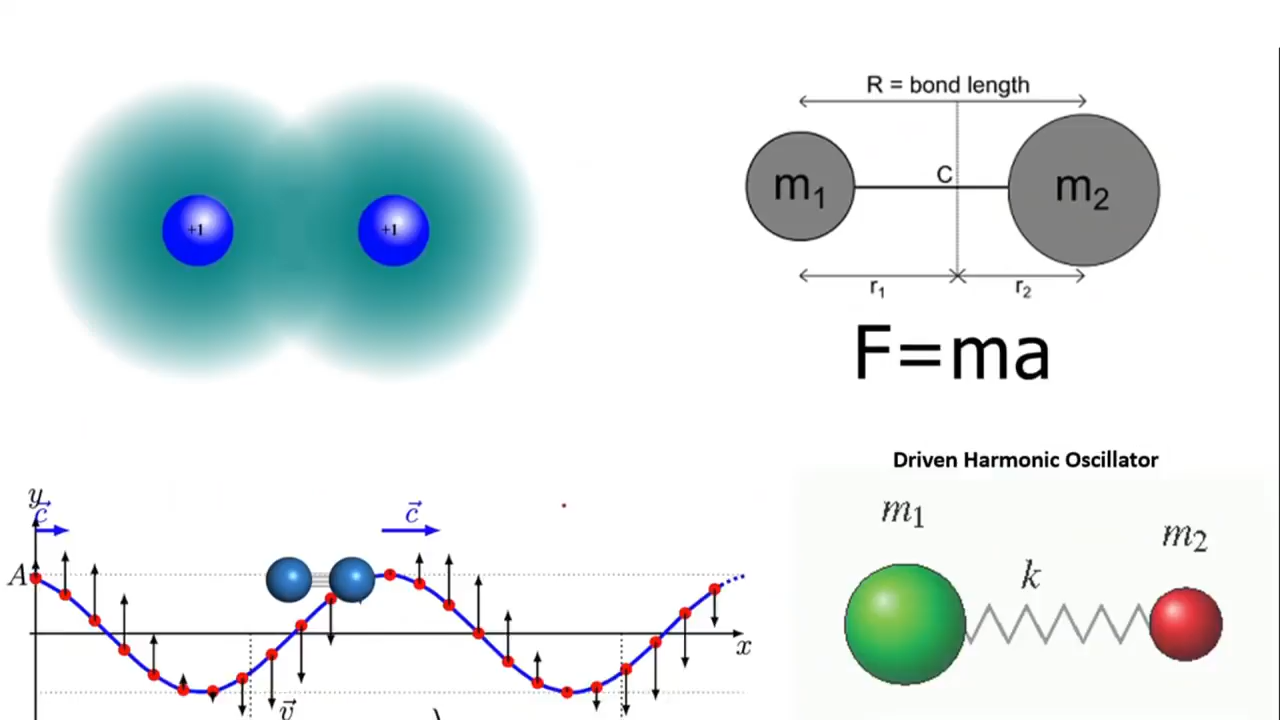 +1 +1
R = bond length
m₁ C m₂
r₁ r₂
F=ma
Driven Harmonic Oscillator
m₁
m₂
k
y
c⃗ c⃗
A
x
v⃗
)